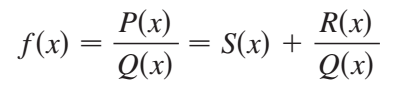 f(x) = P(x)/Q(x) = S(x) + R(x)/Q(x)